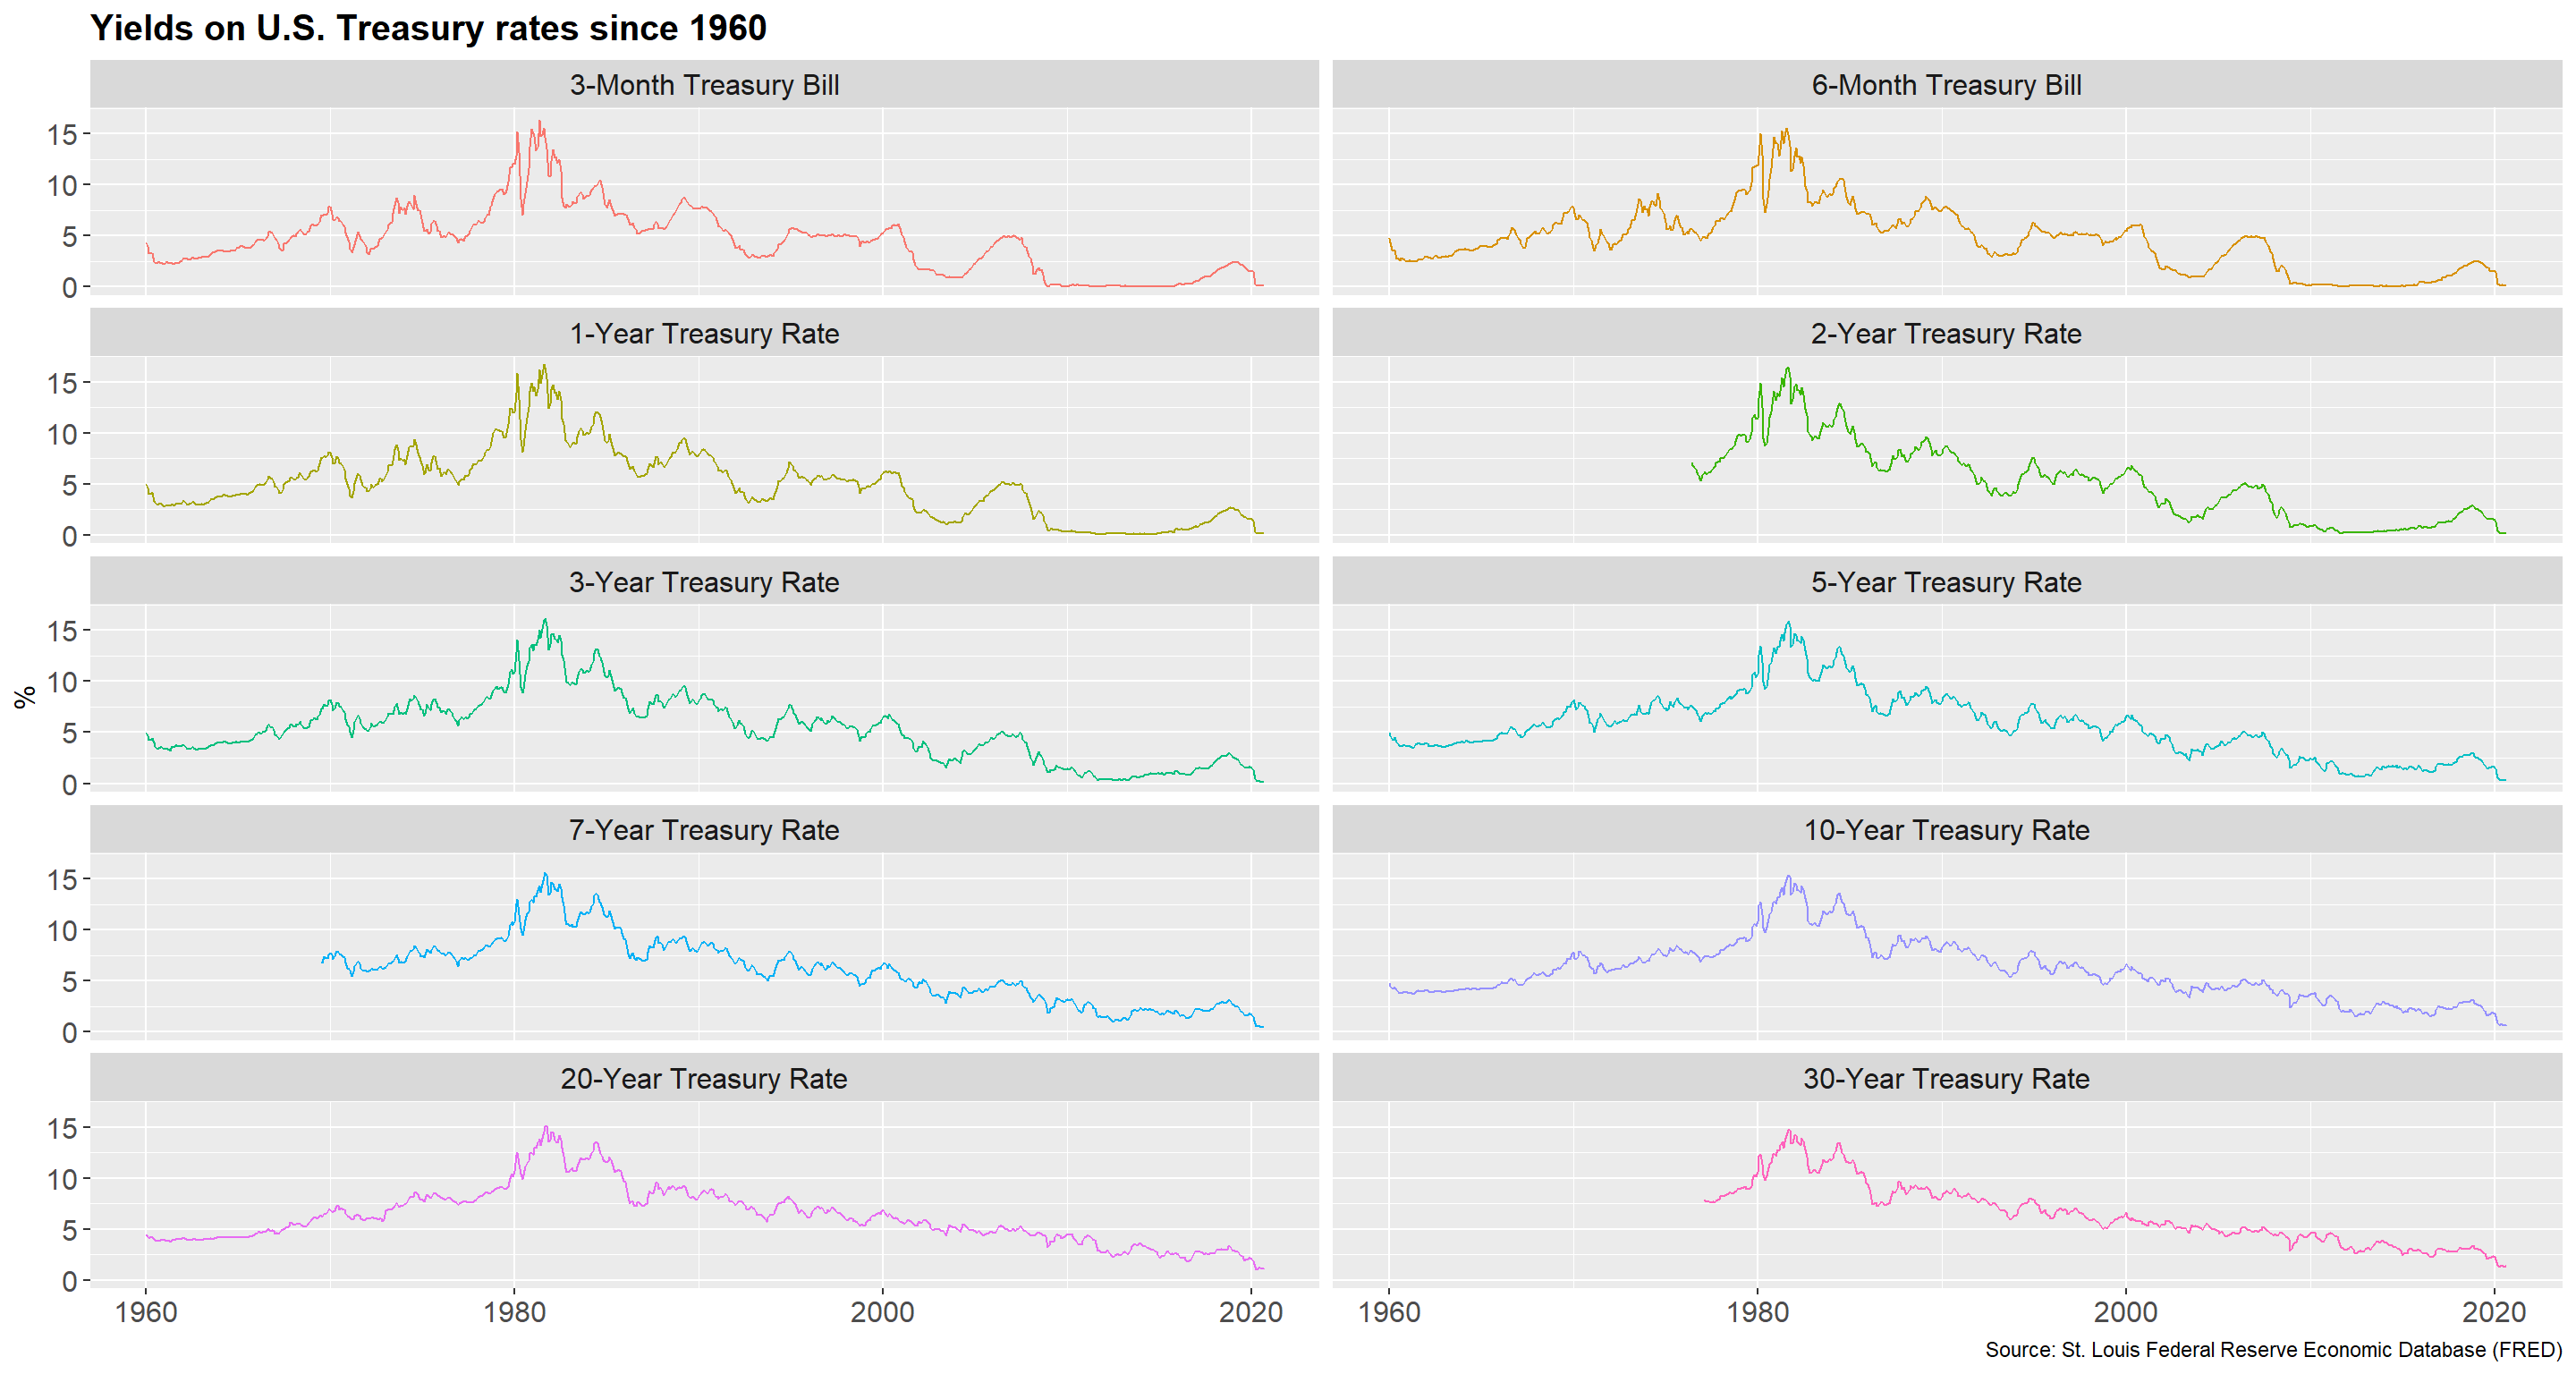 Yields on U.S. Treasury rates since 1960
3-Month Treasury Bill
6-Month Treasury Bill
15
10
5
0
1-Year Treasury Rate
2-Year Treasury Rate
15
10
5
0
3-Year Treasury Rate
5-Year Treasury Rate
15
10
5
0
%
7-Year Treasury Rate
10-Year Treasury Rate
15
10
5
0
20-Year Treasury Rate
30-Year Treasury Rate
15
10
5
0
1960 1980 2000 2020 1960 1980 2000 2020
Source: St. Louis Federal Reserve Economic Database (FRED)